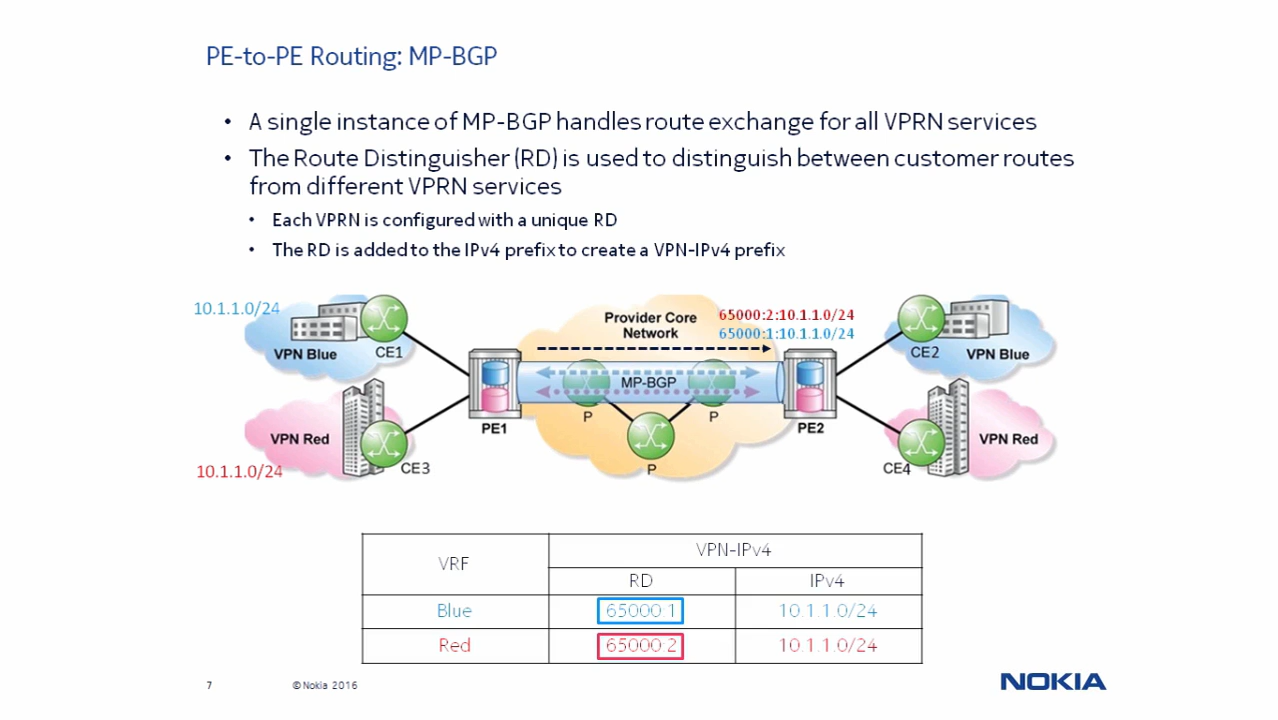 PE-to-PE Routing: MP-BGP
• A single instance of MP-BGP handles route exchange for all VPRN services
• The Route Distinguisher (RD) is used to distinguish between customer routes
from different VPRN services
• Each VPRN is configured with a unique RD
• The RD is added to the IPv4 prefix to create a VPN-IPv4 prefix
10.1.1.0/24
VPN Blue
CE1
Provider Core
Network
65000:2:10.1.1.0/24
65000:1:10.1.1.0/24
CE2
VPN Blue
MP-BGP
P
P
PE1
PE2
VPN Red
CE3
10.1.1.0/24
P
CE4
VPN Red
VRF
VPN-IPv4
RD
IPv4
Blue
65000:1
10.1.1.0/24
Red
65000:2
10.1.1.0/24
7
© Nokia 2016
NOKIA